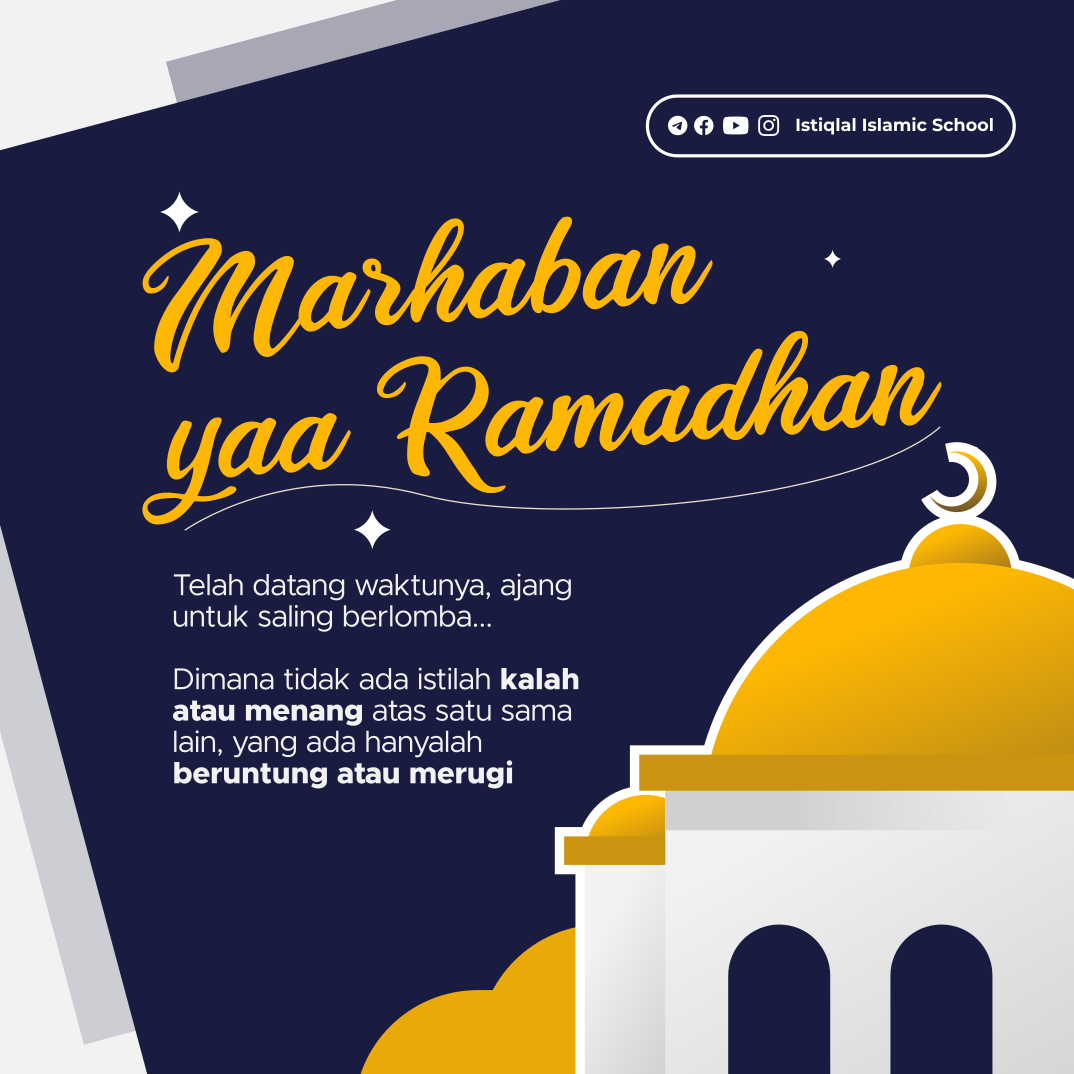 Istiqlal Islamic School
Marhaban
yaa Ramadhan
Telah datang waktunya, ajang
untuk saling berlomba...
Dimana tidak ada istilah kalah
atau menang atas satu sama
lain, yang ada hanyalah
beruntung atau merugi